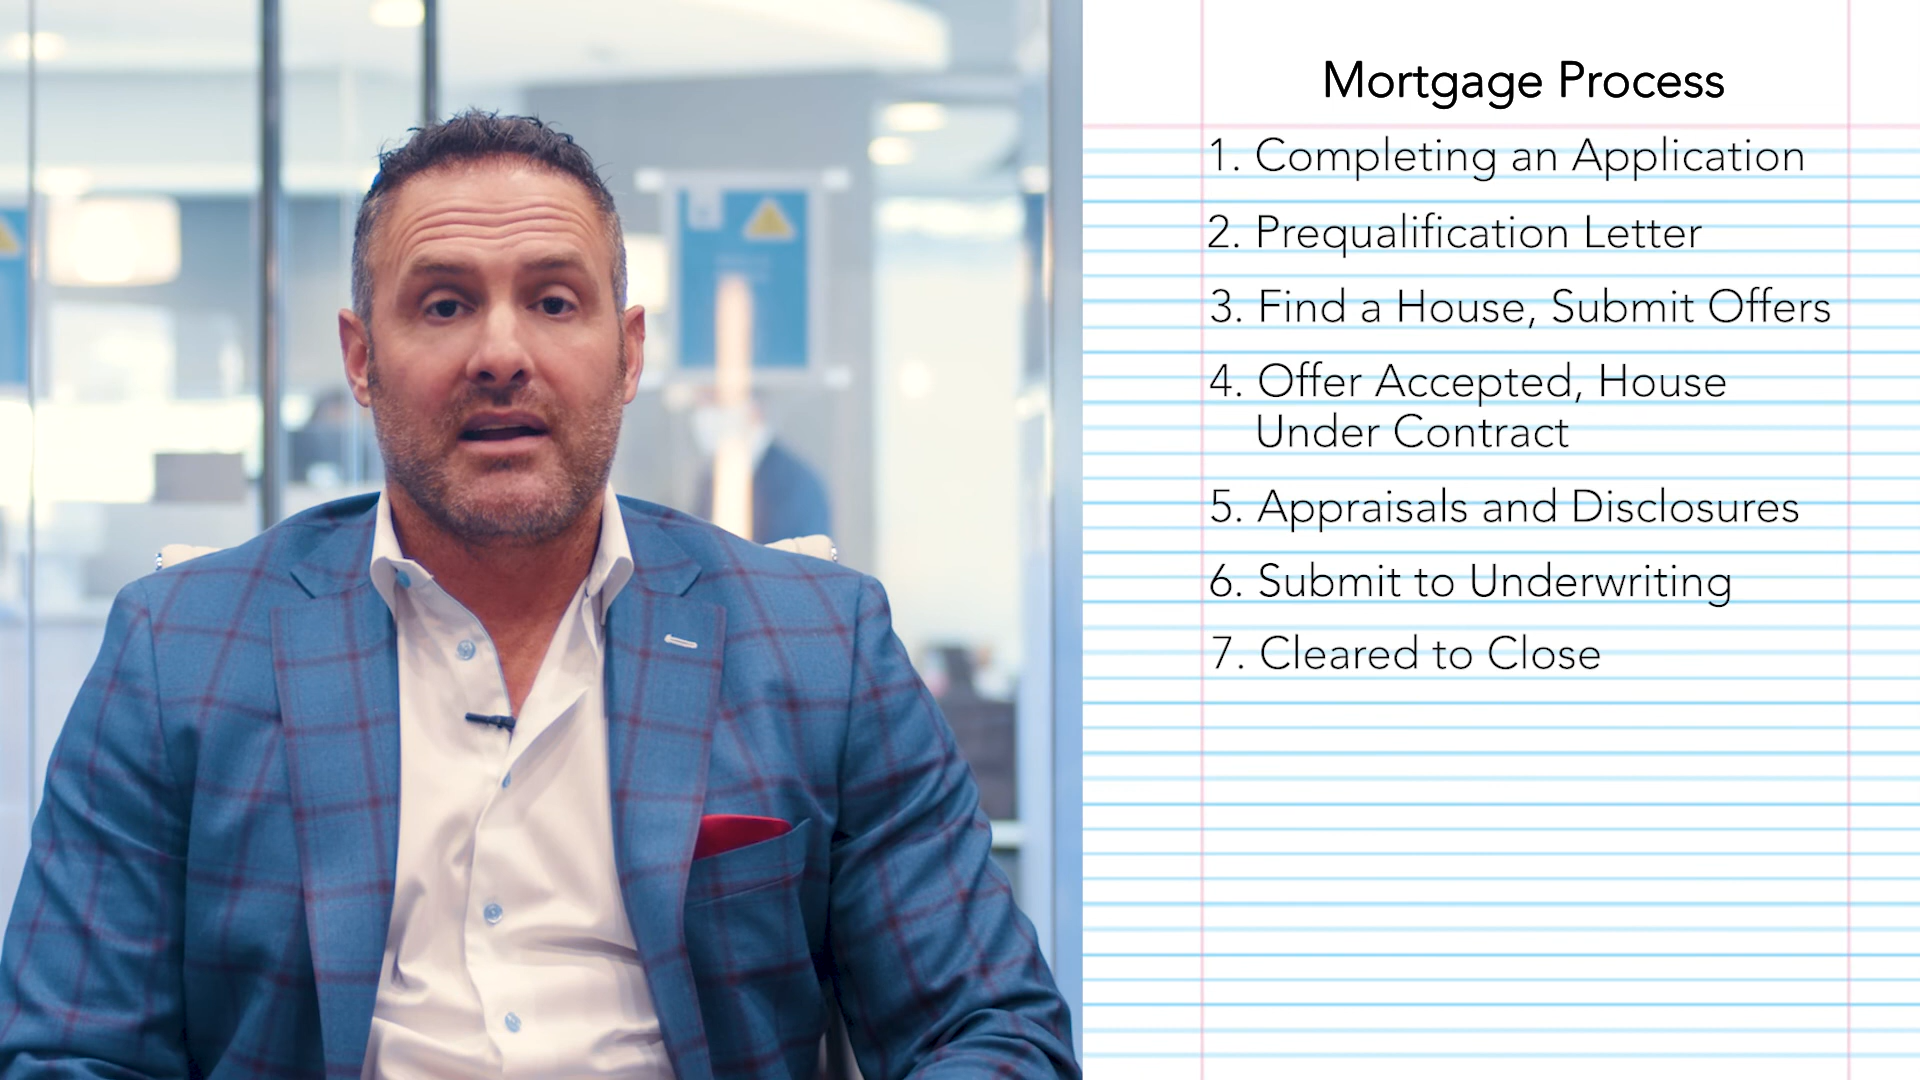 Mortgage Process
1. Completing an Application
2. Prequalification Letter
3. Find a House, Submit Offers
4. Offer Accepted, House
Under Contract
5. Appraisals and Disclosures
6. Submit to Underwriting
7. Cleared to Close